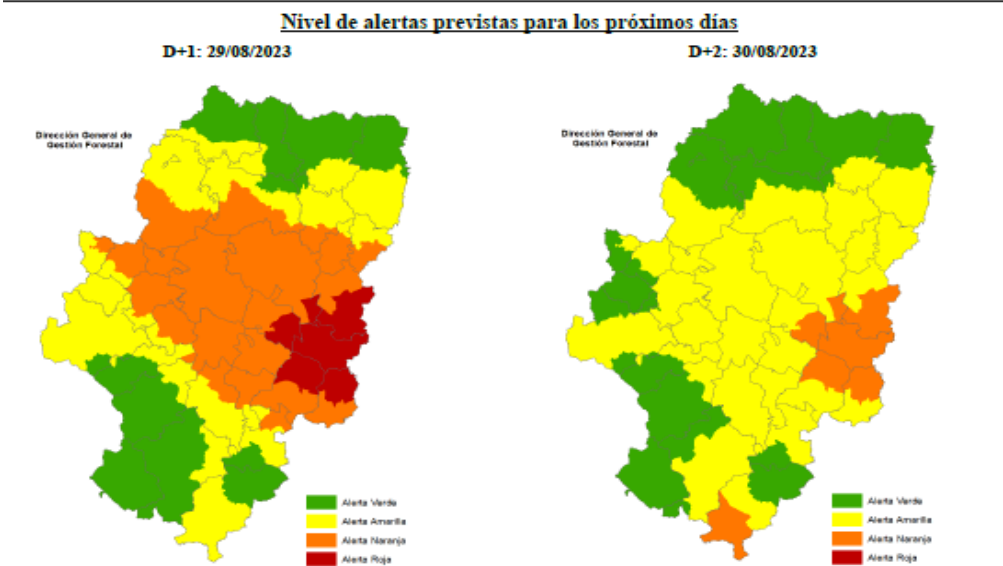 Nivel de alertas previstas para los próximos días
D+1: 29/08/2023
D+2: 30/08/2023
Dirección General de
Gestión Forestal
Dirección General de
Gestión Forestal
Alerta Verde
Alerta Amarilla
Alerta Naranja
Alerta Roja
Alerta Verde
Alerta Amarilla
Alerta Naranja
Alerta Roja